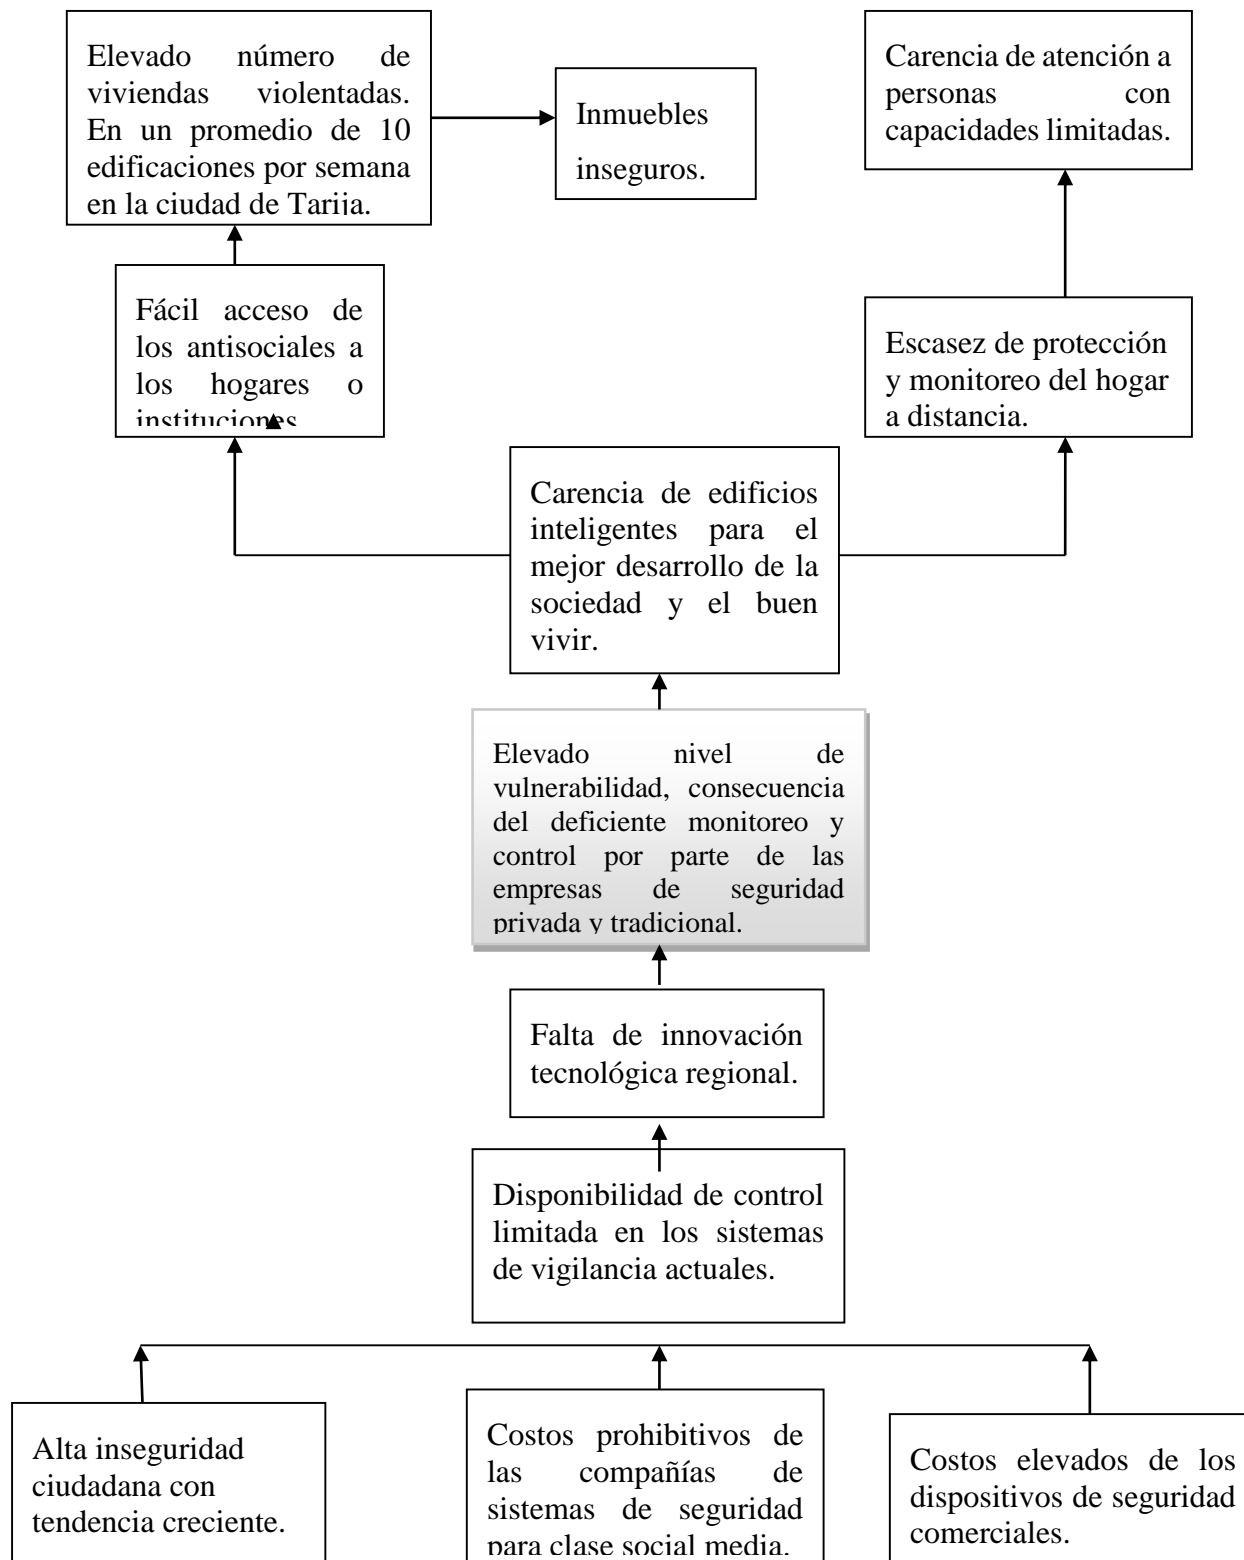 Elevado número de
viviendas violentadas.
En un promedio de 10
edificaciones por semana
en la ciudad de Tarija.
Inmuebles
inseguros.
Carencia de atención a
personas con
capacidades limitadas.
Fácil acceso de
los antisociales a
los hogares o
instituciones
Escasez de protección
y monitoreo del hogar
a distancia.
Carencia de edificios
inteligentes para el
mejor desarrollo de la
sociedad y el buen
vivir.
Elevado nivel de
vulnerabilidad, consecuencia
del deficiente monitoreo y
control por parte de las
empresas de seguridad
privada y tradicional.
Falta de innovación
tecnológica regional.
Disponibilidad de control
limitada en los sistemas
de vigilancia actuales.
Alta inseguridad
ciudadana con
tendencia creciente.
Costos prohibitivos de
las compañías de
sistemas de seguridad
para clase social media.
Costos elevados de los
dispositivos de seguridad
comerciales.